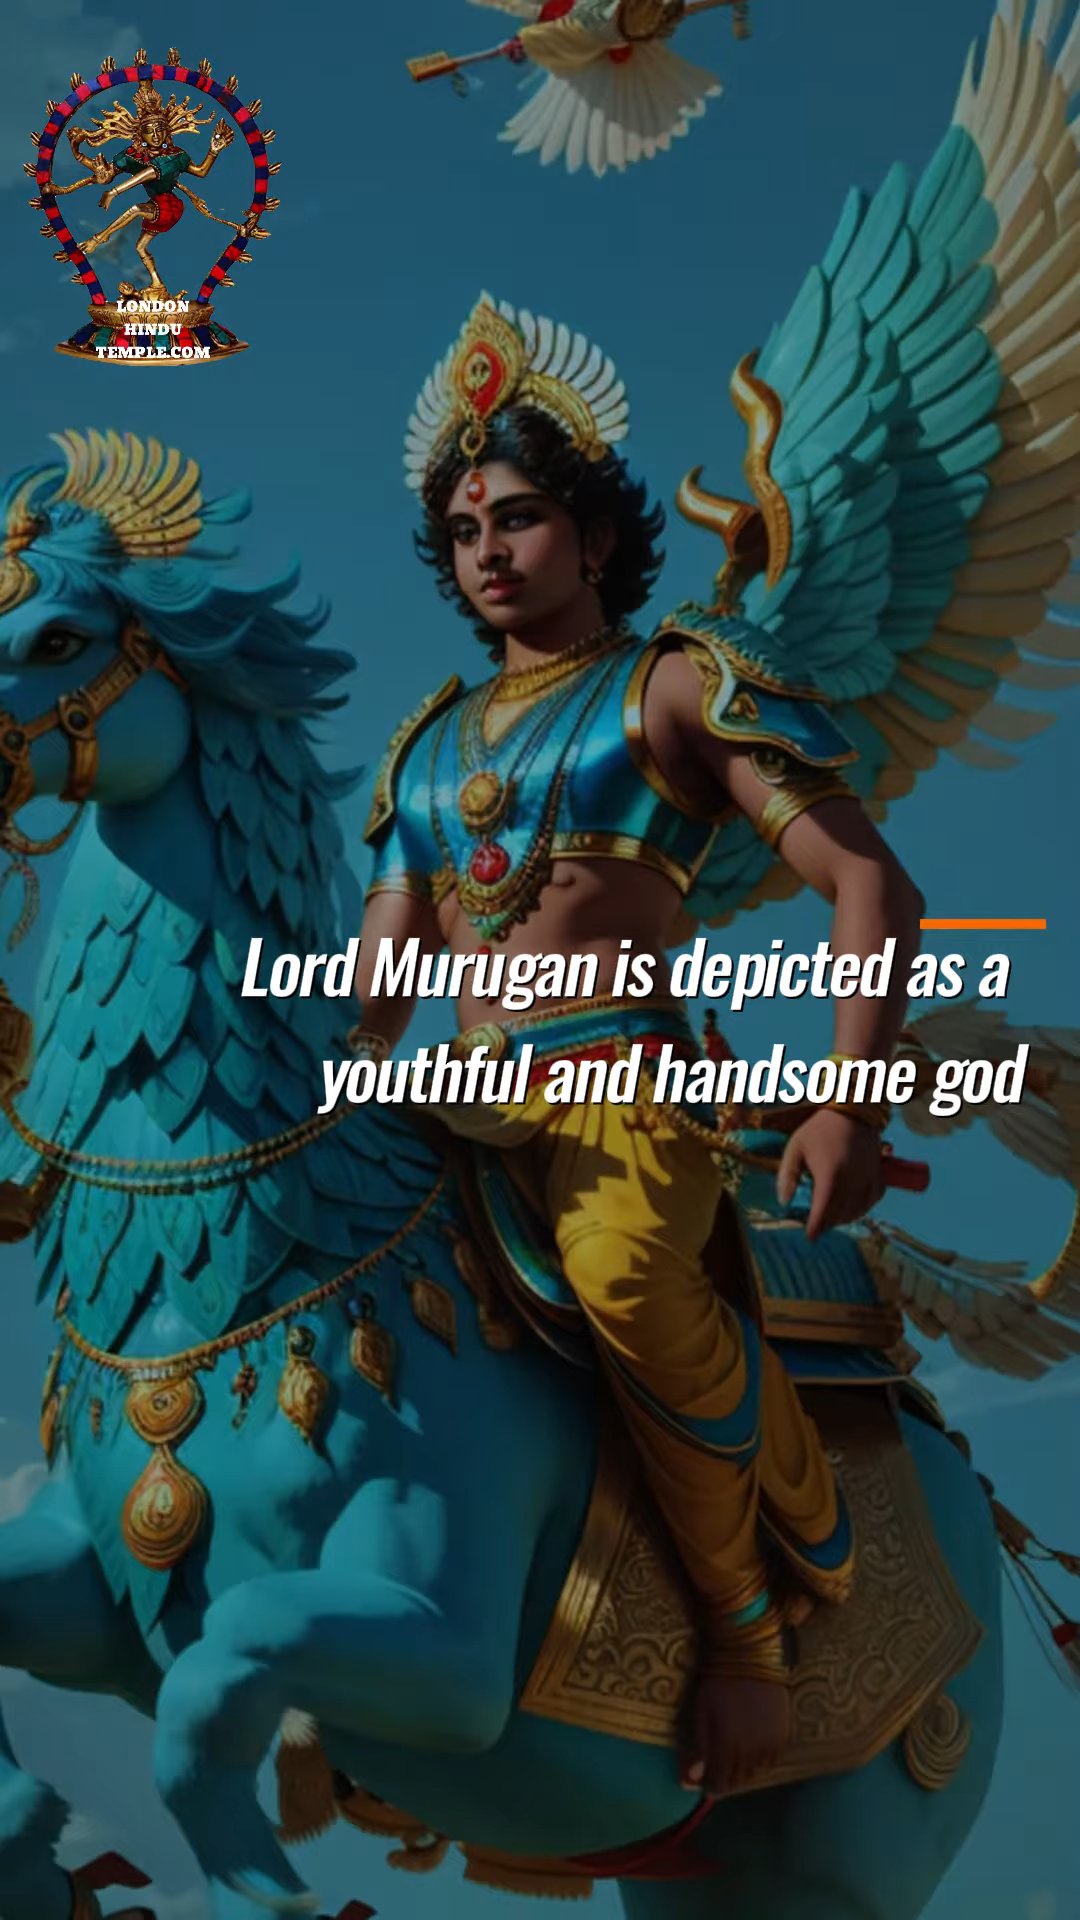 LONDON
HINDU
TEMPLE.COM
Lord Murugan is depicted as a
youthful and handsome god